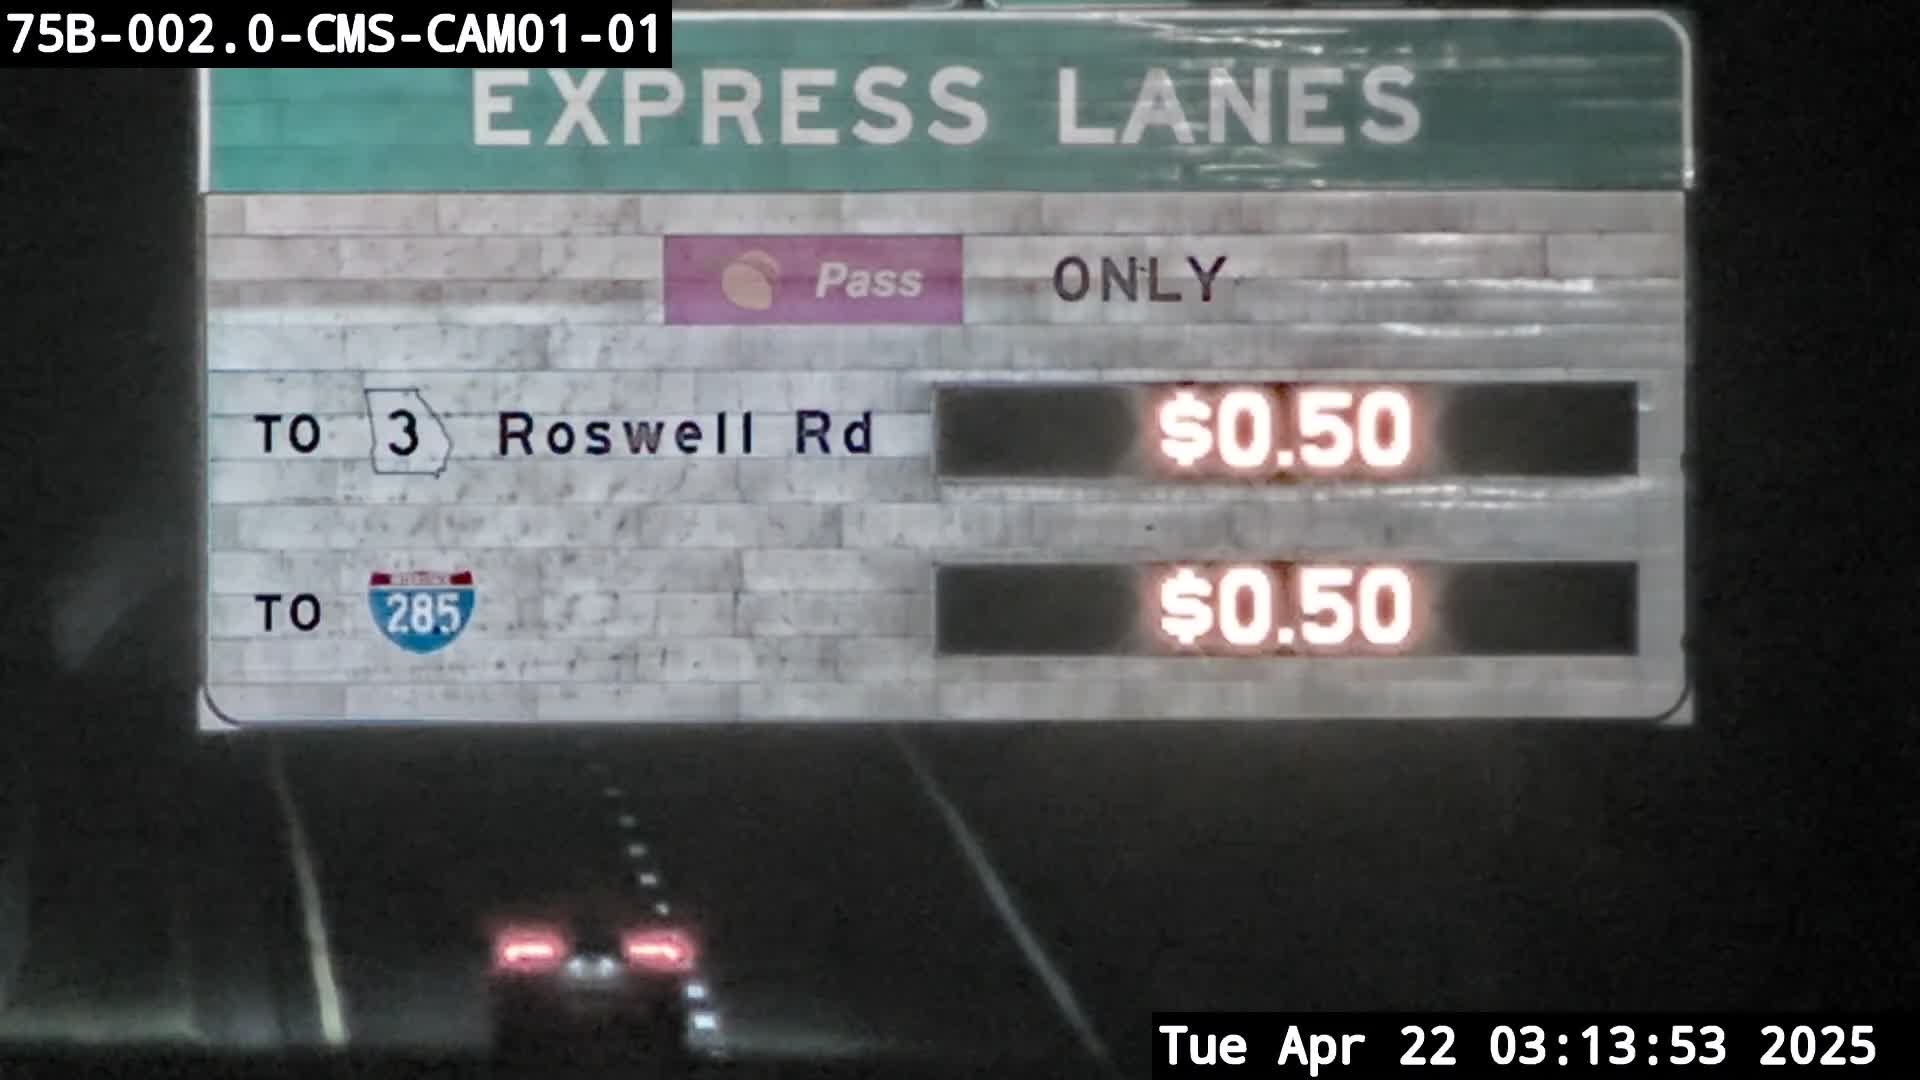 75B-002.0-CMS-CAM01-01
EXPRESS LANES
Pass ONLY
TO 3 Roswell Rd $0.50
TO 285 $0.50
Tue Apr 22 03:13:53 2025